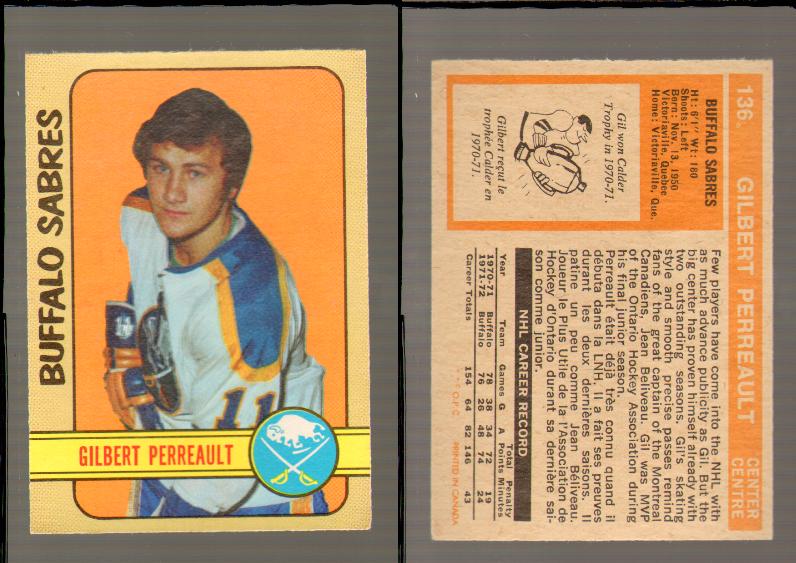 BUFFALO SABRES
GILBERT PERREAULT
11
136.
GILBERT PERREAULT
CENTER
CENTRE
BUFFALO SABRES
Ht: 6'1" Wt: 180
Shoots: Left
Born: Nov. 13, 1950
Victoriaville, Quebec
Home: Victoriaville, Que.
Gil won Calder
Trophy in 1970-71.
Gilbert reçut le
trophée Calder en
1970-71.
Few players have come into the NHL with
as much advance publicity as Gil. But the
big center has proven himself already with
two outstanding seasons. Gil's skating
style and smooth precise passes remind
fans of the great captain of the Montreal
Canadiens, Jean Beliveau. Gil was MVP
of the Ontario Hockey Association during
his final junior season.
Perreault était déjà très connu quand il
débuta dans la LNH. Il a fait ses preuves
durant les deux dernières saisons. Il
patine un peu comme Jean Béliveau.
Joueur le Plus Utile de l'Association de
Hockey d'Ontario durant sa dernière sai-
son comme junior.
NHL CAREER RECORD
Year Team Games G A Total Points Penalty Minutes
1970-71 Buffalo 78 38 34 72 19
1971-72 Buffalo 76 26 48 74 24
Career Totals 154 64 82 146 43
PRINTED IN CANADA